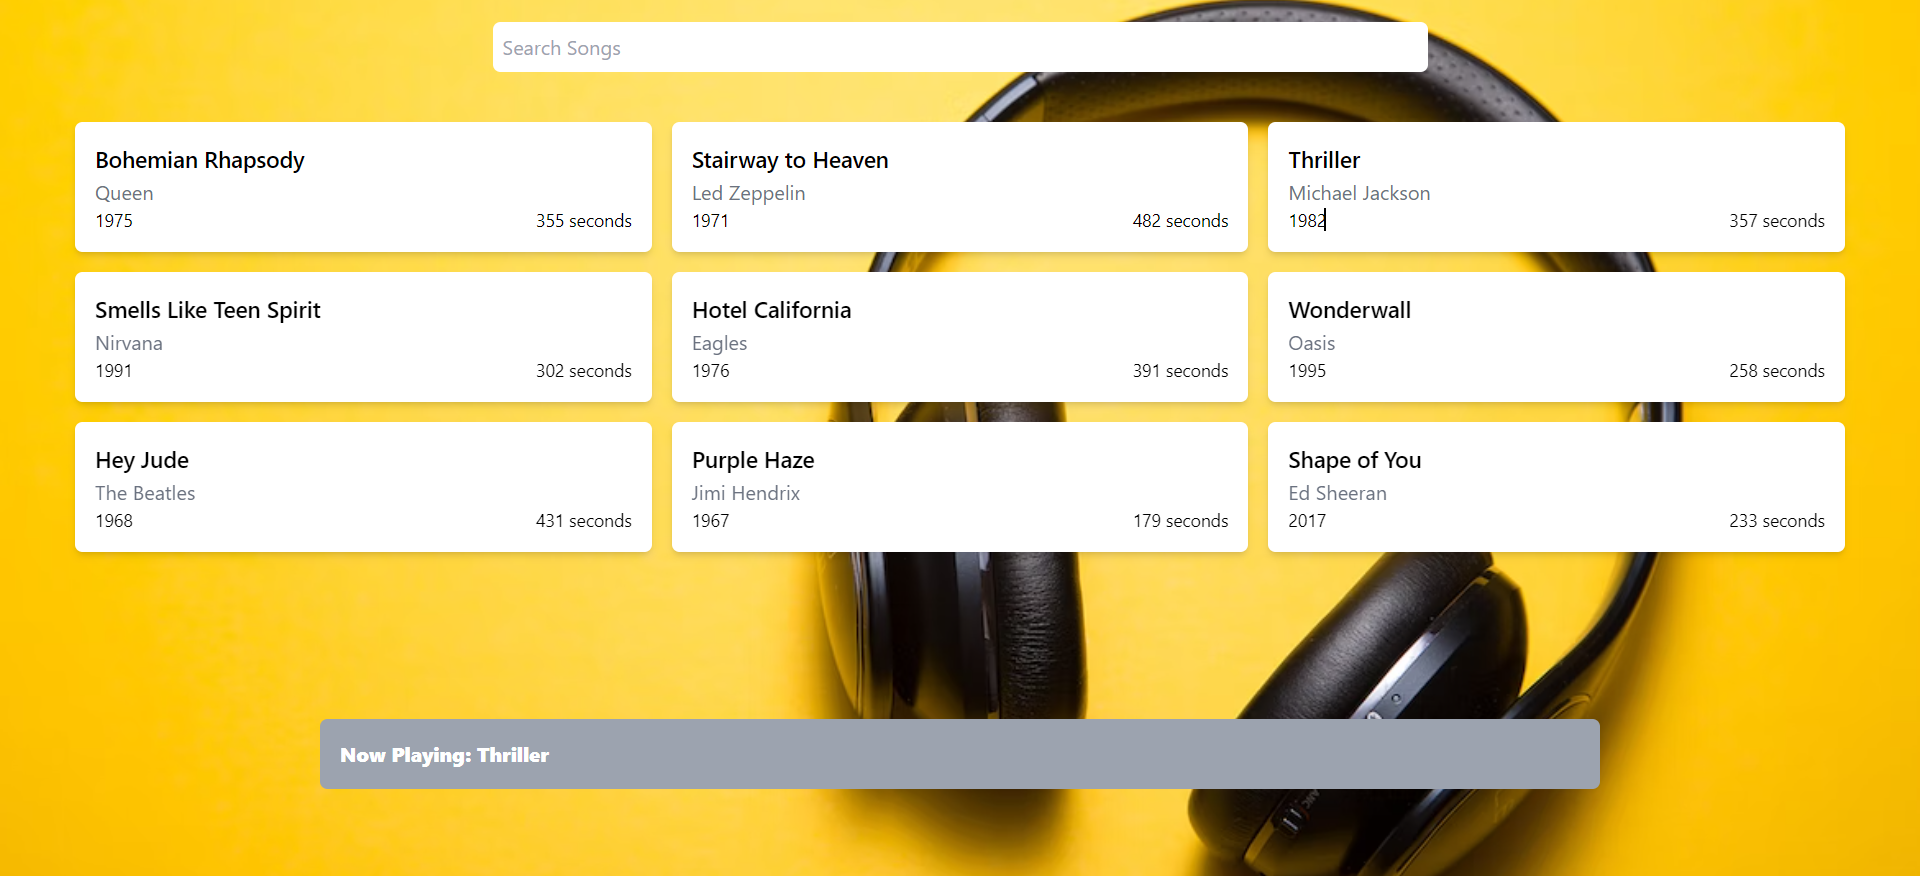 Search Songs
Bohemian Rhapsody
Queen
1975 355 seconds
Stairway to Heaven
Led Zeppelin
1971 482 seconds
Thriller
Michael Jackson
1982 357 seconds
Smells Like Teen Spirit
Nirvana
1991 302 seconds
Hotel California
Eagles
1976 391 seconds
Wonderwall
Oasis
1995 258 seconds
Hey Jude
The Beatles
1968 431 seconds
Purple Haze
Jimi Hendrix
1967 179 seconds
Shape of You
Ed Sheeran
2017 233 seconds
Now Playing: Thriller